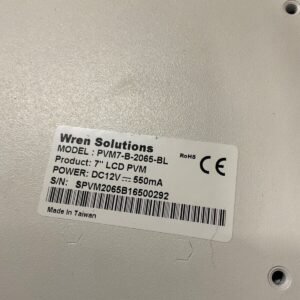 Wren Solutions
MODEL : PVM7-B-2065-BL
Product: 7" LCD PVM
POWER: DC12V⎓550mA
S/N: SPVM2065B16500292
RoHS
CE
Made in Taiwan